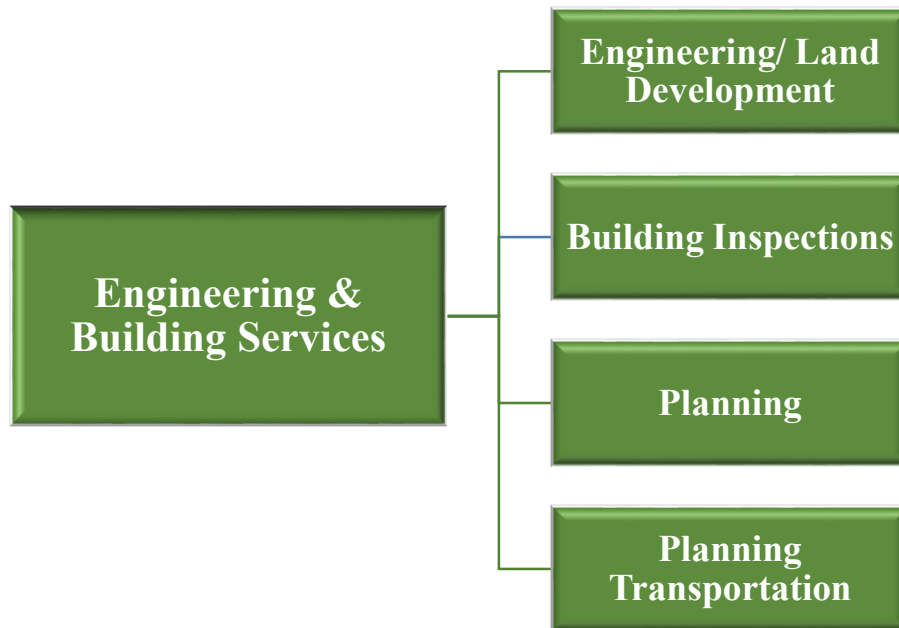 Engineering &
Building Services
Engineering/ Land
Development
Building Inspections
Planning
Planning
Transportation